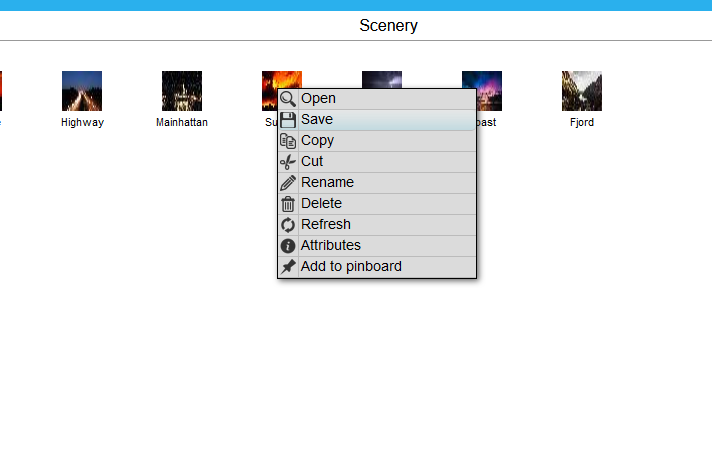 Scenery
Highway
Mainhattan
Su
oast
Fjord
Open
Save
Copy
Cut
Rename
Delete
Refresh
Attributes
Add to pinboard